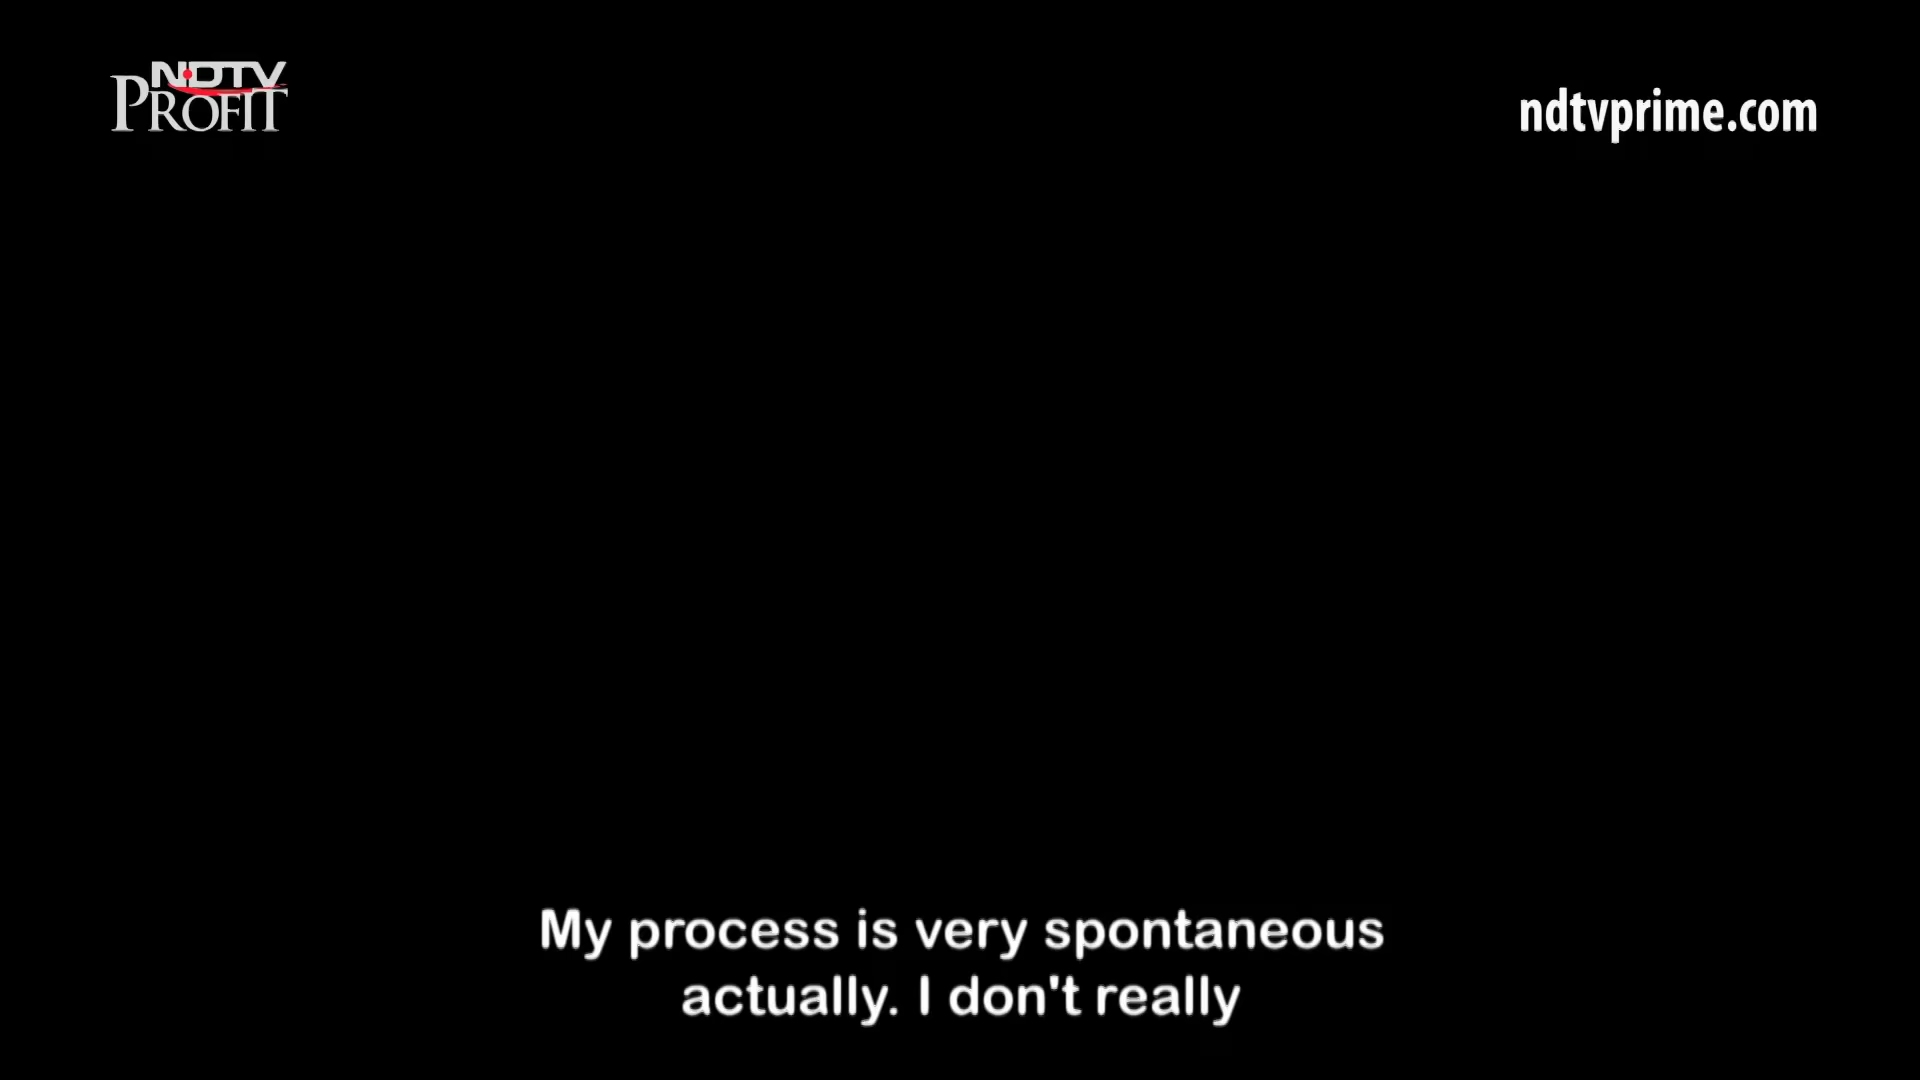 NDTV
PROFIT
ndtvprime.com
My process is very spontaneous
actually. I don't really